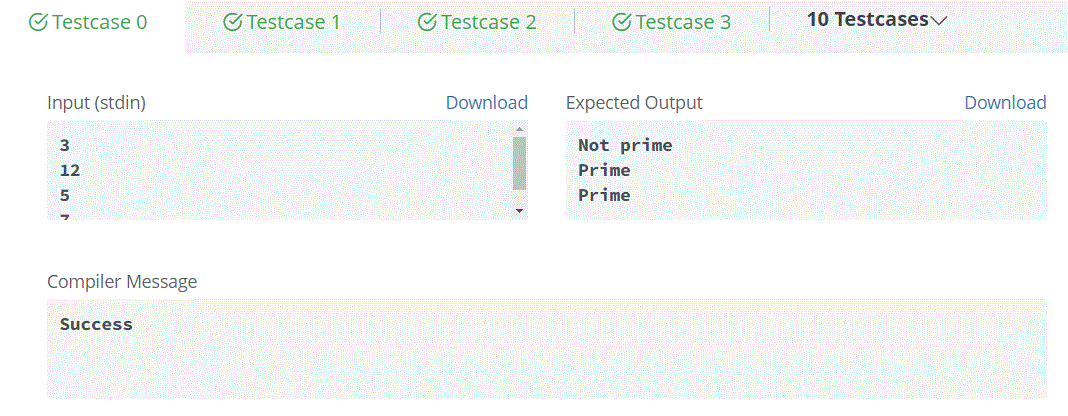 Testcase 0 Testcase 1 Testcase 2 Testcase 3 10 Testcases
Input (stdin) Download Expected Output Download
3
12
5
Not prime
Prime
Prime
Compiler Message
Success